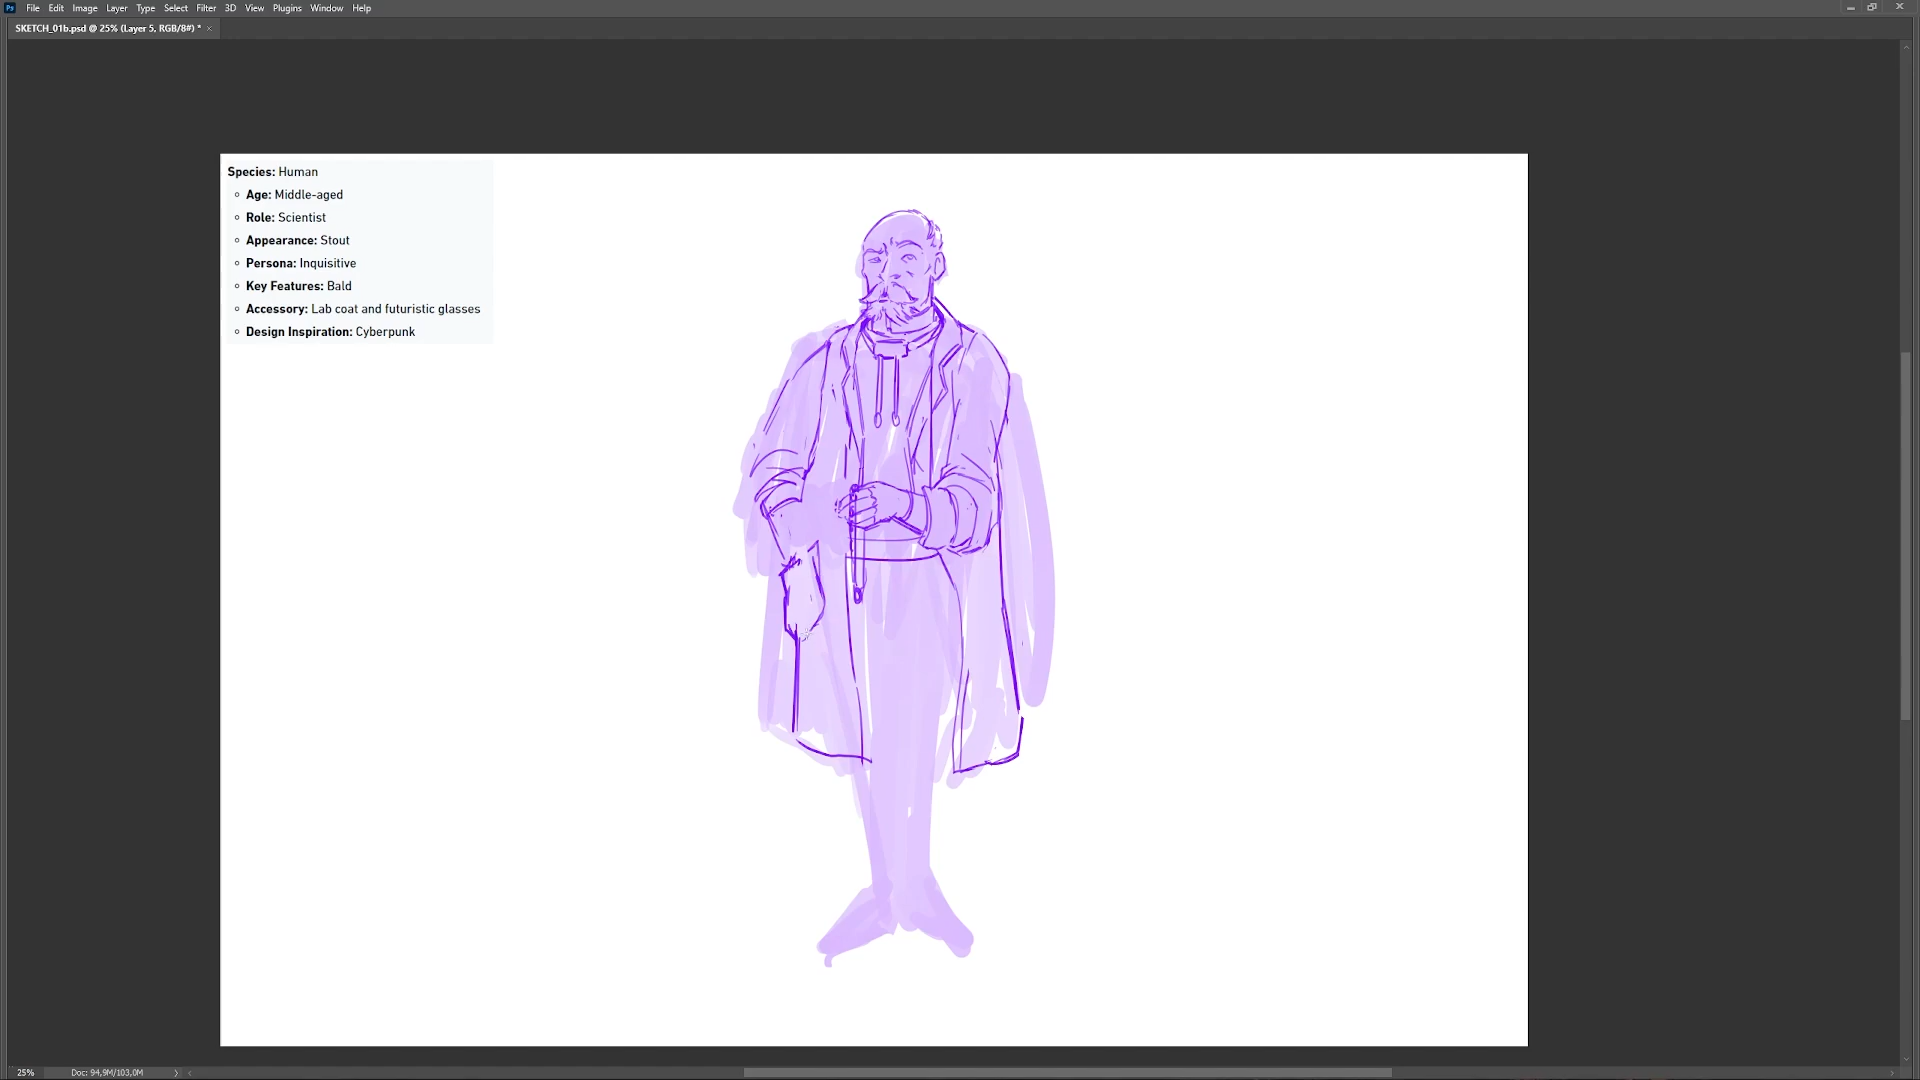 Ps File Edit Image Layer Type Select Filter 3D View Plugins Window Help
SKETCH_01b.psd @ 25% (Layer 5, RGB/8#) *
Species: Human
Age: Middle-aged
Role: Scientist
Appearance: Stout
Persona: Inquisitive
Key Features: Bald
Accessory: Lab coat and futuristic glasses
Design Inspiration: Cyberpunk
25% Doc: 94,9M/103,0M